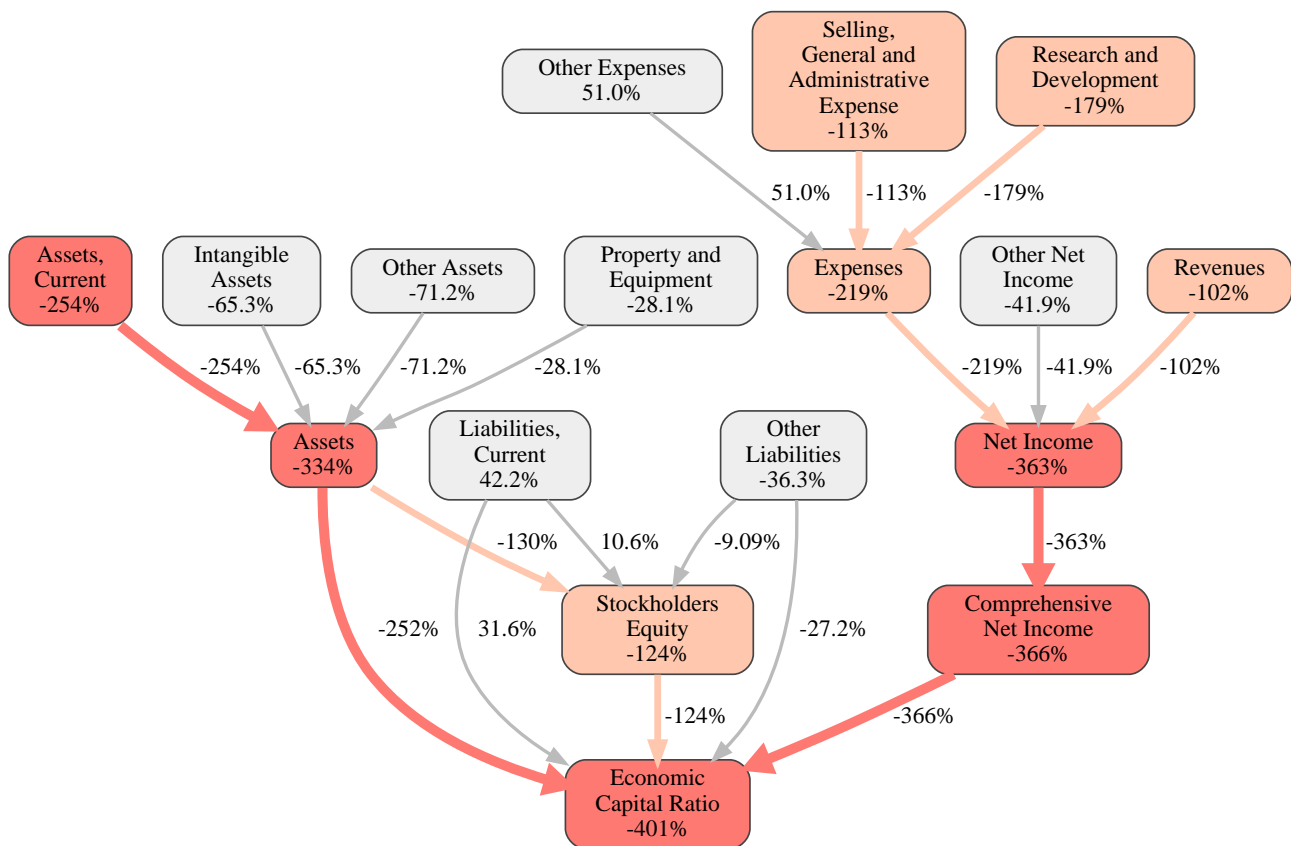 Selling,
General and
Administrative
Expense
-113%
Other Expenses
51.0%
Research and
Development
-179%
51.0%
-113%
-179%
Assets,
Current
-254%
Intangible
Assets
-65.3%
Other Assets
-71.2%
Property and
Equipment
-28.1%
Expenses
-219%
Other Net
Income
-41.9%
Revenues
-102%
-254%
-65.3%
-71.2%
-28.1%
-219%
-41.9%
-102%
Assets
-334%
Liabilities,
Current
42.2%
Other
Liabilities
-36.3%
Net Income
-363%
-130%
10.6%
-9.09%
-363%
-252%
31.6%
Stockholders
Equity
-124%
-27.2%
Comprehensive
Net Income
-366%
-124%
-366%
Economic
Capital Ratio
-401%